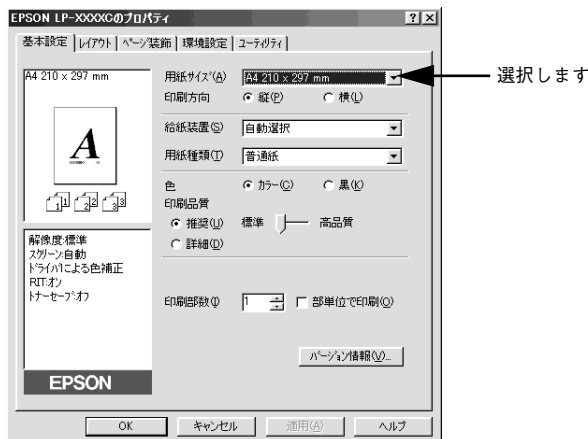 EPSON LP-XXXXCのプロパティ
基本設定 レイアウト ページ装飾 環境設定 ユーティリティ
A4 210 x 297 mm
用紙サイズ(A) A4 210 x 297 mm
選択します
印刷方向 縦(P) 横(L)
給紙装置(S) 自動選択
用紙種類(T) 普通紙
A
1 1 2 2 3 3
色 カラー(C) 黒(K)
印刷品質
推奨(U) 標準 高品質
詳細(D)
解像度:標準
スクリーン:自動
ドライバによる色補正
RIT:オン
トナーセーブ:オフ
印刷部数(I) 1 部単位で印刷(O)
バージョン情報(V)...
EPSON
OK キャンセル 適用(A) ヘルプ